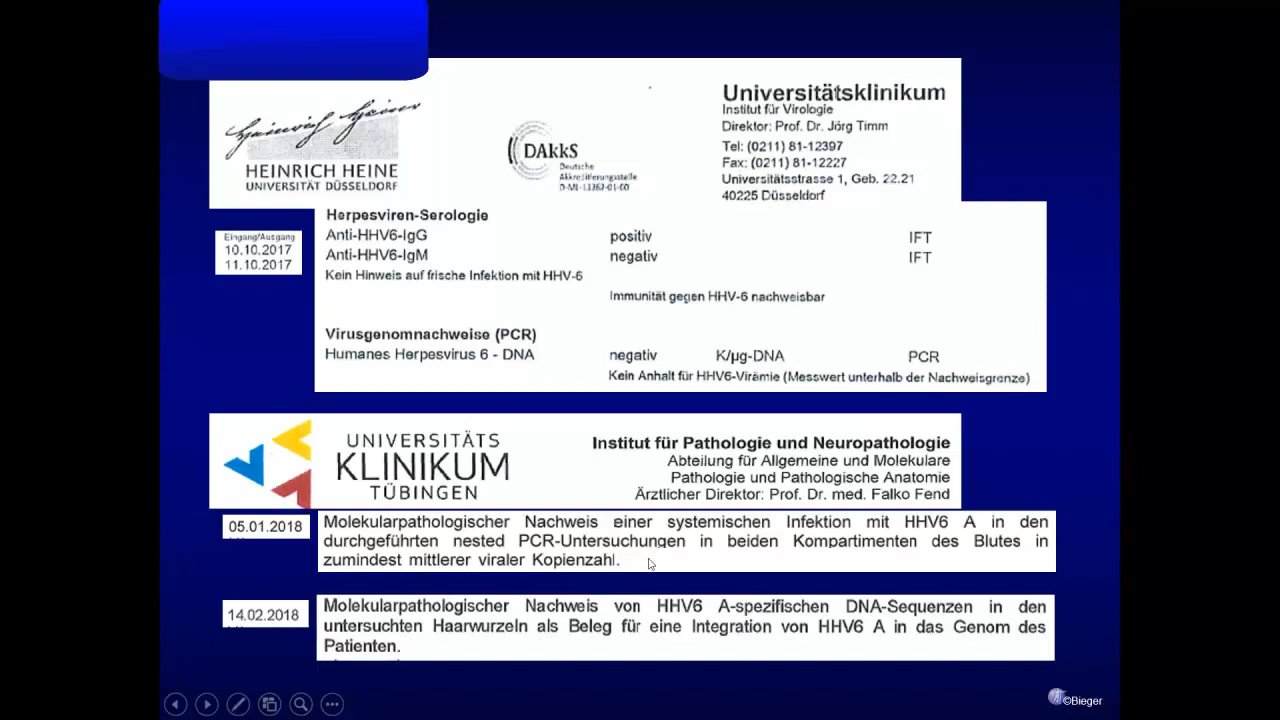 Heinrich Heine
HEINRICH HEINE
UNIVERSITÄT DÜSSELDORF
DAkkS
Deutsche
Akkreditierungsstelle
D-ML-13362-01-00
Universitätsklinikum
Institut für Virologie
Direktor: Prof. Dr. Jörg Timm
Tel: (0211) 81-12397
Fax: (0211) 81-12227
Universitätsstrasse 1, Geb. 22.21
40225 Düsseldorf
Eingang/Ausgang
10.10.2017
11.10.2017
Herpesviren-Serologie
Anti-HHV6-IgG positiv IFT
Anti-HHV6-IgM negativ IFT
Kein Hinweis auf frische Infektion mit HHV-6
Immunität gegen HHV-6 nachweisbar
Virusgenomnachweise (PCR)
Humanes Herpesvirus 6 - DNA negativ K/µg-DNA PCR
Kein Anhalt für HHV6-Virämie (Messwert unterhalb der Nachweisgrenze)
UNIVERSITÄTS
KLINIKUM
TÜBINGEN
Institut für Pathologie und Neuropathologie
Abteilung für Allgemeine und Molekulare
Pathologie und Pathologische Anatomie
Ärztlicher Direktor: Prof. Dr. med. Falko Fend
05.01.2018
Molekularpathologischer Nachweis einer systemischen Infektion mit HHV6 A in den
durchgeführten nested PCR-Untersuchungen in beiden Kompartimenten des Blutes in
zumindest mittlerer viraler Kopienzahl.
14.02.2018
Molekularpathologischer Nachweis von HHV6 A-spezifischen DNA-Sequenzen in den
untersuchten Haarwurzeln als Beleg für eine Integration von HHV6 A in das Genom des
Patienten.
©Bieger